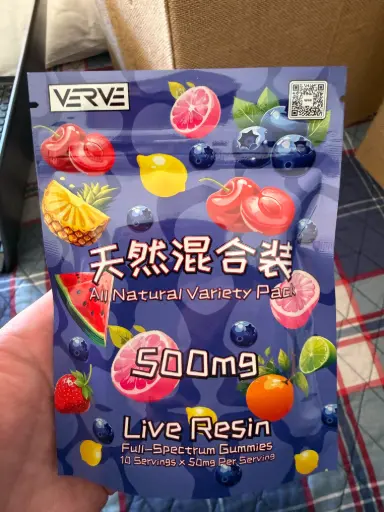 VERVE
天然混合装
All Natural Variety Pack
500mg
Live Resin
Full-Spectrum Gummies
10 Servings x 50mg Per Serving